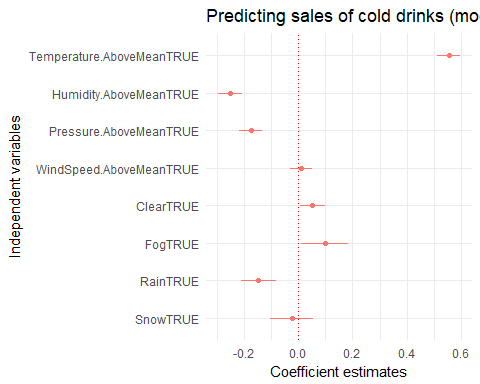 Predicting sales of cold drinks (mo
Temperature.AboveMeanTRUE
Humidity.AboveMeanTRUE
Pressure.AboveMeanTRUE
WindSpeed.AboveMeanTRUE
ClearTRUE
FogTRUE
RainTRUE
SnowTRUE
Independent variables
-0.2 0.0 0.2 0.4 0.6
Coefficient estimates